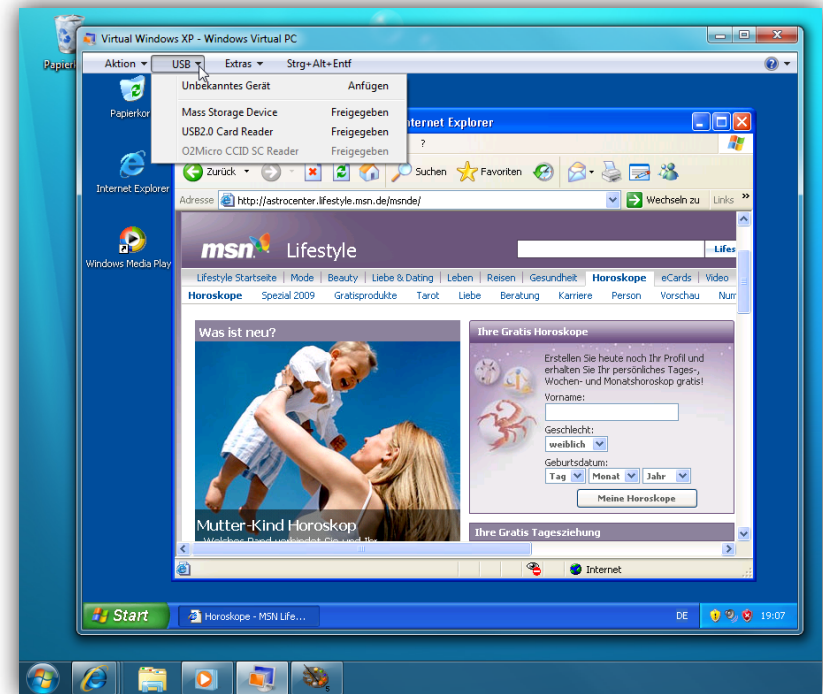 Virtual Windows XP - Windows Virtual PC
Aktion USB Extras Strg+Alt+Entf
Unbekanntes Gerät Anfügen
Mass Storage Device Freigegeben
USB2.0 Card Reader Freigegeben
O2Micro CCID SC Reader Freigegeben
Internet Explorer
Windows Media Play
Explorer
?
Zurück Suchen Favoriten
Adresse http://astrocenter.lifestyle.msn.de/msnde/ Wechseln zu Links »
msn Lifestyle
Lifestyle Startseite | Mode | Beauty | Liebe & Dating | Leben | Reisen | Gesundheit Horoskope eCards | Video
Horoskope Spezial 2009 Gratisprodukte Tarot Liebe Beratung Karriere Person Vorschau
Was ist neu?
Mutter-Kind Horoskop
Ihre Gratis Horoskope
Erstellen Sie heute noch Ihr Profil und
erhalten Sie Ihr persönliches Tages-,
Wochen- und Monatshoroskop gratis!
Vorname:
Geschlecht:
weiblich
Geburtsdatum:
Tag Monat Jahr
Meine Horoskope
Ihre Gratis Tagesziehung
Internet
Start Horoskope - MSN Life... DE 19:07